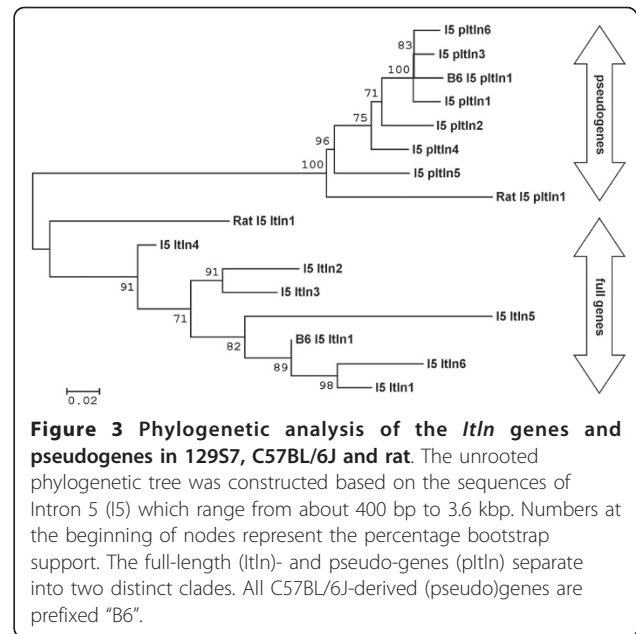 I5 pItln6
83
I5 pItln3
100
B6 I5 pItln1
I5 pItln1
71
I5 pItln2
75
I5 pItln4
96
I5 pItln5
100
Rat I5 pItln1
pseudogenes
Rat I5 Itln1
I5 Itln4
91
I5 Itln2
91
I5 Itln3
71
I5 Itln5
82
B6 I5 Itln1
89
I5 Itln6
98
I5 Itln1
full genes
0.02
Figure 3 Phylogenetic analysis of the Itln genes and
pseudogenes in 129S7, C57BL/6J and rat. The unrooted
phylogenetic tree was constructed based on the sequences of
Intron 5 (I5) which range from about 400 bp to 3.6 kbp. Numbers at
the beginning of nodes represent the percentage bootstrap
support. The full-length (Itln)- and pseudo-genes (pItln) separate
into two distinct clades. All C57BL/6J-derived (pseudo)genes are
prefixed “B6”.